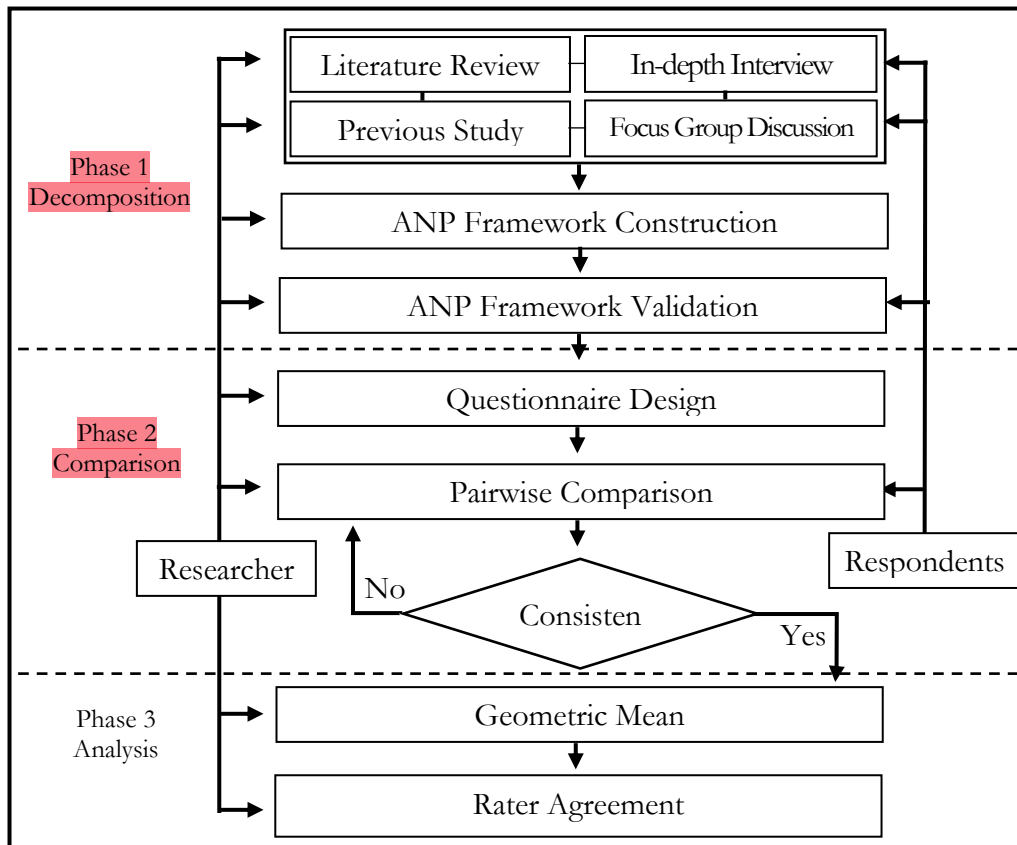 Literature Review
In-depth Interview
Previous Study
Focus Group Discussion
Phase 1
Decomposition
ANP Framework Construction
ANP Framework Validation
Questionnaire Design
Phase 2
Comparison
Pairwise Comparison
Researcher
Respondents
No
Consisten
Yes
Phase 3
Analysis
Geometric Mean
Rater Agreement